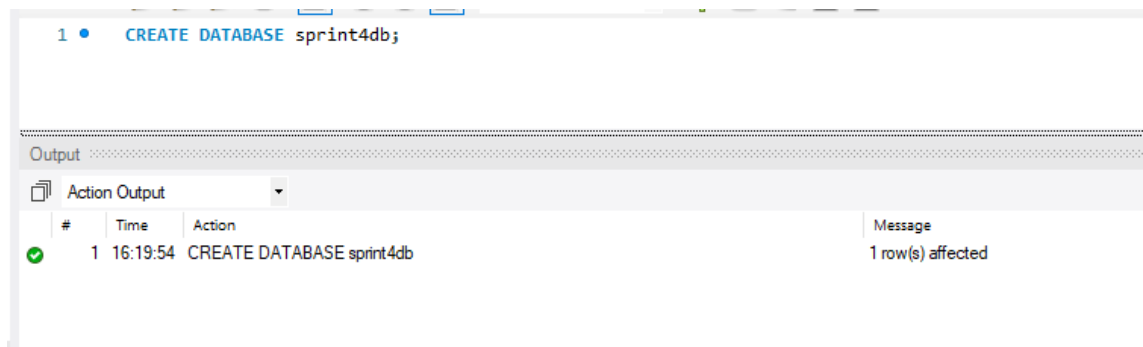 1 CREATE DATABASE sprint4db;
Output
Action Output
# Time Action Message
1 16:19:54 CREATE DATABASE sprint4db 1 row(s) affected